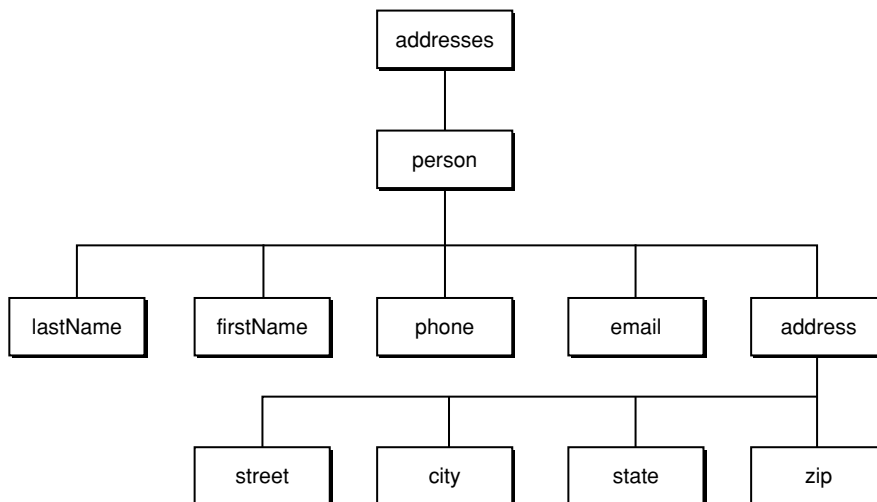 addresses
person
lastName firstName phone email address
street city state zip